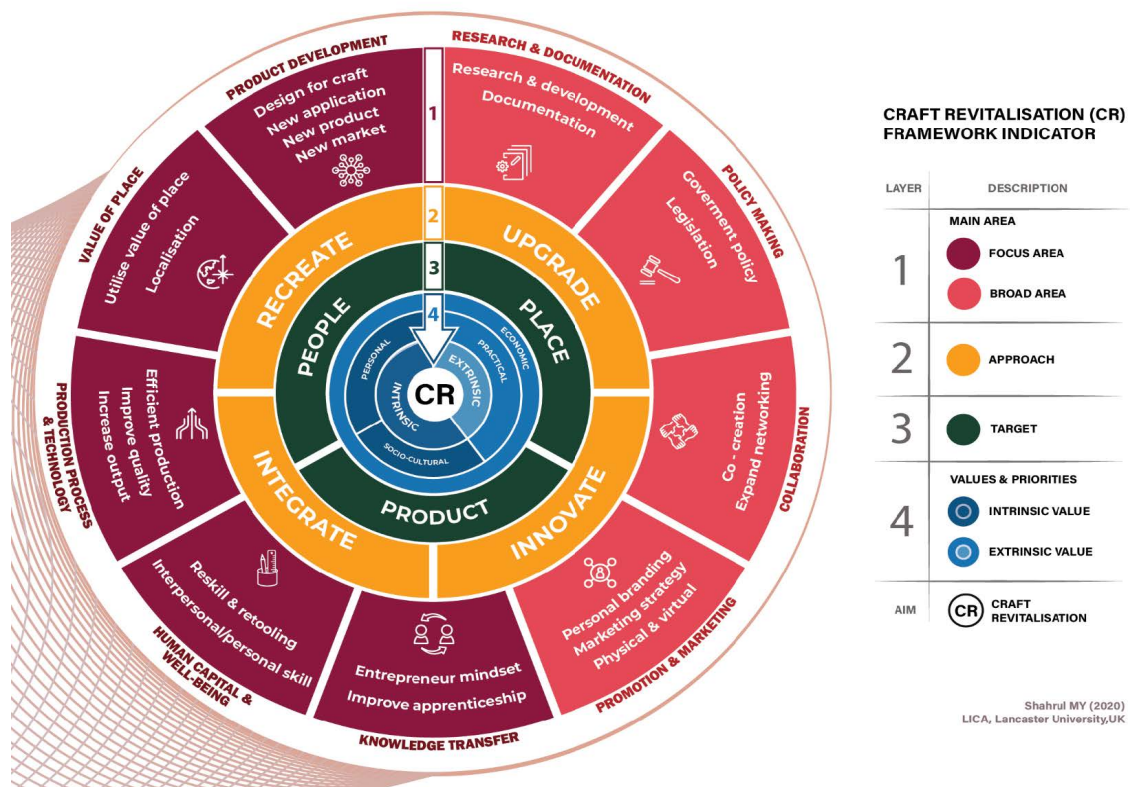 PRODUCT DEVELOPMENT
Design for craft
New application
New product
New market
RESEARCH & DOCUMENTATION
Research & development
Documentation
POLICY MAKING
Goverment policy
Legislation
COLLABORATION
Co - creation
Expand networking
PROMOTION & MARKETING
Personal branding
Marketing strategy
Physical & virtual
KNOWLEDGE TRANSFER
Entrepreneur mindset
Improve apprenticeship
HUMAN CAPITAL &
WELL-BEING
Reskill & retooling
Interpersonal/personal skill
PRODUCTION PROCESS
& TECHNOLOGY
Efficient production
Improve quality
Increase output
VALUE OF PLACE
Utilise value of place
Localisation
1
2
3
4
RECREATE
UPGRADE
INNOVATE
INTEGRATE
PEOPLE
PLACE
PRODUCT
PERSONAL
SOCIO-CULTURAL
PRACTICAL
ECONOMIC
INTRINSIC
EXTRINSIC
CR
CRAFT REVITALISATION (CR)
FRAMEWORK INDICATOR
LAYER
DESCRIPTION
1
MAIN AREA
FOCUS AREA
BROAD AREA
2
APPROACH
3
TARGET
4
VALUES & PRIORITIES
INTRINSIC VALUE
EXTRINSIC VALUE
AIM
CR
CRAFT
REVITALISATION
Shahrul MY (2020)
LICA, Lancaster University,UK